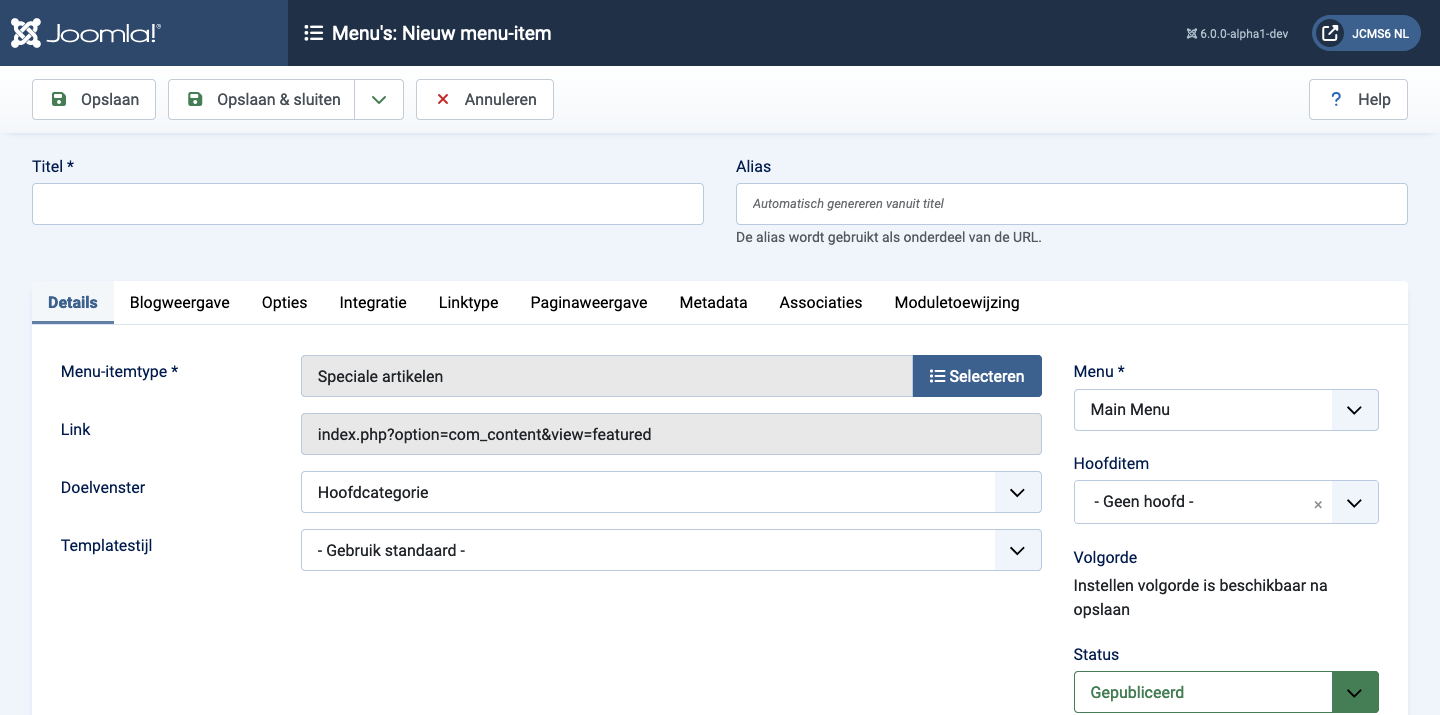 Joomla!®
Menu's: Nieuw menu-item
6.0.0-alpha1-dev
JCMS6 NL
Opslaan
Opslaan & sluiten
Annuleren
? Help
Titel *
Alias
Automatisch genereren vanuit titel
De alias wordt gebruikt als onderdeel van de URL.
Details Blogweergave Opties Integratie Linktype Paginaweergave Metadata Associaties Moduletoewijzing
Menu-itemtype *
Speciale artikelen
Selecteren
Link
index.php?option=com_content&view=featured
Doelvenster
Hoofdcategorie
Templatestijl
- Gebruik standaard -
Menu *
Main Menu
Hoofditem
- Geen hoofd - ×
Volgorde
Instellen volgorde is beschikbaar na
opslaan
Status
Gepubliceerd